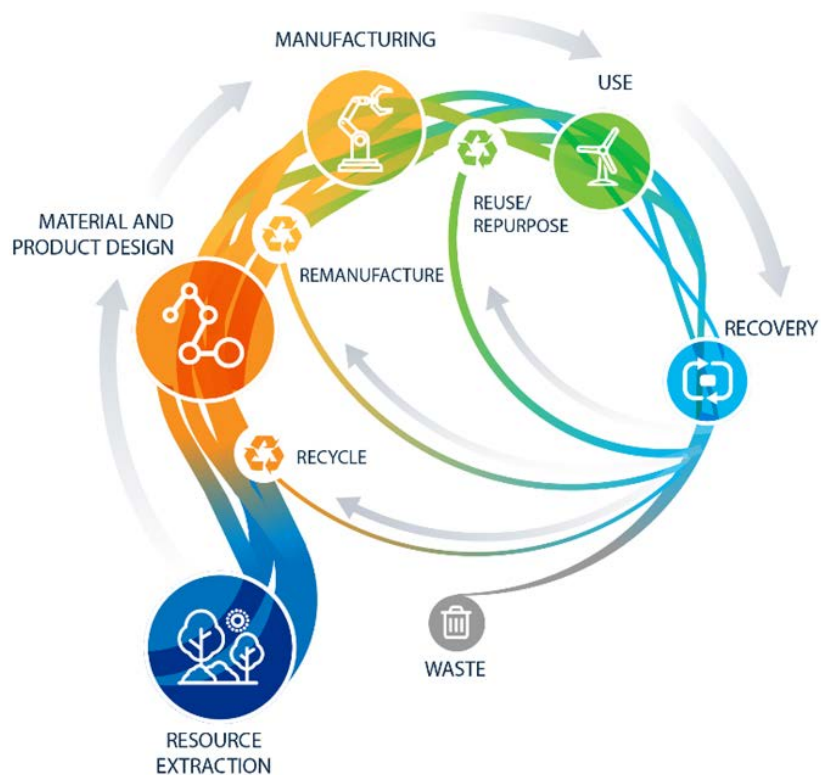 MANUFACTURING
USE
MATERIAL AND
PRODUCT DESIGN
REUSE/
REPURPOSE
REMANUFACTURE
RECOVERY
RECYCLE
WASTE
RESOURCE
EXTRACTION